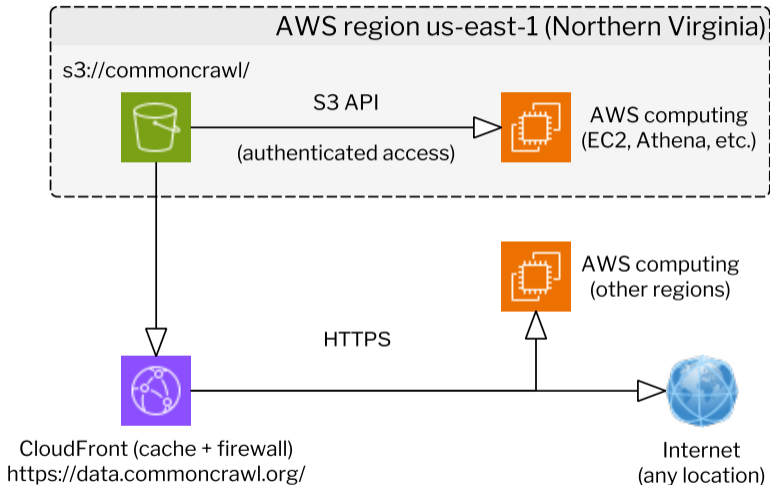 AWS region us-east-1 (Northern Virginia)
s3://commoncrawl/
S3 API
(authenticated access)
AWS computing
(EC2, Athena, etc.)
AWS computing
(other regions)
HTTPS
CloudFront (cache + firewall)
https://data.commoncrawl.org/
Internet
(any location)